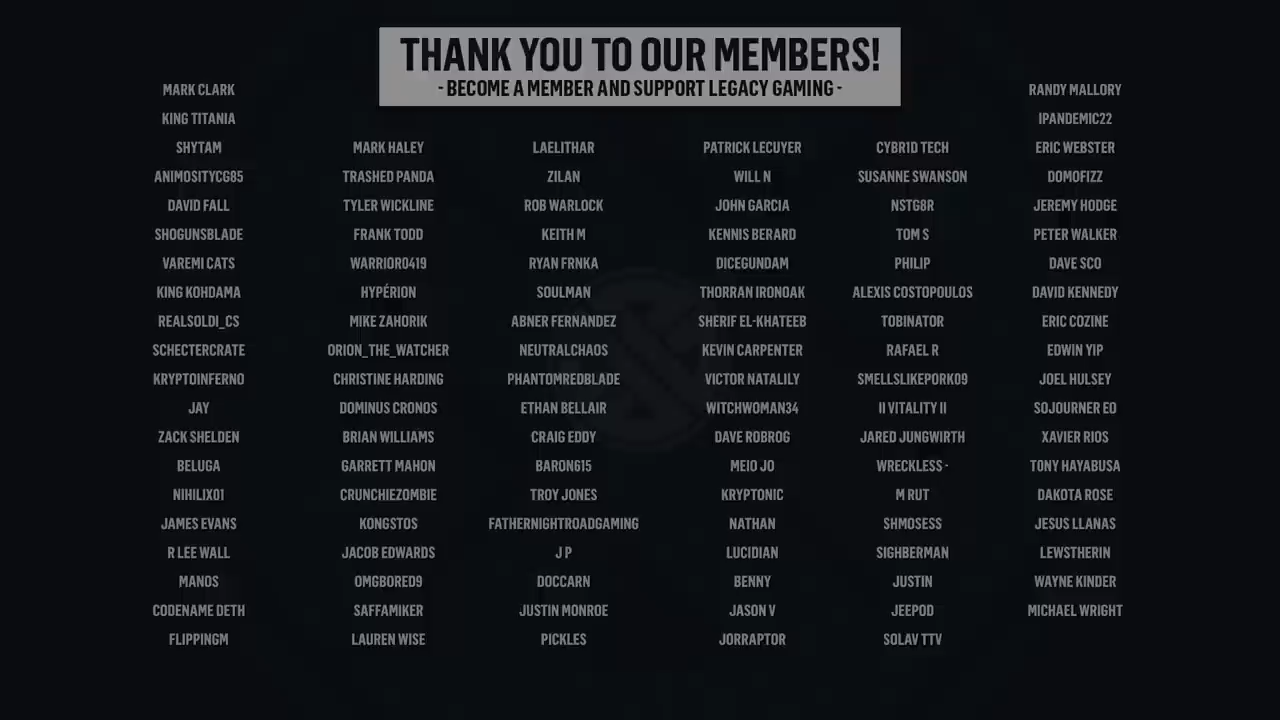 THANK YOU TO OUR MEMBERS!
- BECOME A MEMBER AND SUPPORT LEGACY GAMING -
MARK CLARK
KING TITANIA
SHYTAM
ANIMOSITYCG85
DAVID FALL
SHOGUNSBLADE
VAREMI CATS
KING KOHDAMA
REALSOLDI_CS
SCHECTERCRATE
KRYPTOINFERNO
JAY
ZACK SHELDEN
BELUGA
NIHILIX01
JAMES EVANS
R LEE WALL
MANOS
CODENAME DETH
FLIPPINGM
MARK HALEY
TRASHED PANDA
TYLER WICKLINE
FRANK TODD
WARRIOR0419
HYPÉRION
MIKE ZAHORIK
ORION_THE_WATCHER
CHRISTINE HARDING
DOMINUS CRONOS
BRIAN WILLIAMS
GARRETT MAHON
CRUNCHIEZOMBIE
KONGSTOS
JACOB EDWARDS
OMGBORED9
SAFFAMIKER
LAUREN WISE
LAELITHAR
ZILAN
ROB WARLOCK
KEITH M
RYAN FRNKA
SOULMAN
ABNER FERNANDEZ
NEUTRALCHAOS
PHANTOMREDBLADE
ETHAN BELLAIR
CRAIG EDDY
BARON615
TROY JONES
FATHERNIGHTROADGAMING
J P
DOCCARN
JUSTIN MONROE
PICKLES
PATRICK LECUYER
WILL N
JOHN GARCIA
KENNIS BERARD
DICEGUNDAM
THORRAN IRONOAK
SHERIF EL-KHATEEB
KEVIN CARPENTER
VICTOR NATALILY
WITCHWOMAN34
DAVE ROBROG
MEIO JO
KRYPTONIC
NATHAN
LUCIDIAN
BENNY
JASON V
JORRAPTOR
CYBR1D TECH
SUSANNE SWANSON
NSTG8R
TOM S
PHILIP
ALEXIS COSTOPOULOS
TOBINATOR
RAFAEL R
SMELLSLIKEPORK09
II VITALITY II
JARED JUNGWIRTH
WRECKLESS -
M RUT
SHMOSESS
SIGHBERMAN
JUSTIN
JEEPOD
SOLAV TTV
RANDY MALLORY
IPANDEMIC22
ERIC WEBSTER
DOMOFIZZ
JEREMY HODGE
PETER WALKER
DAVE SCO
DAVID KENNEDY
ERIC COZINE
EDWIN YIP
JOEL HULSEY
SOJOURNER EO
XAVIER RIOS
TONY HAYABUSA
DAKOTA ROSE
JESUS LLANAS
LEWSTHERIN
WAYNE KINDER
MICHAEL WRIGHT